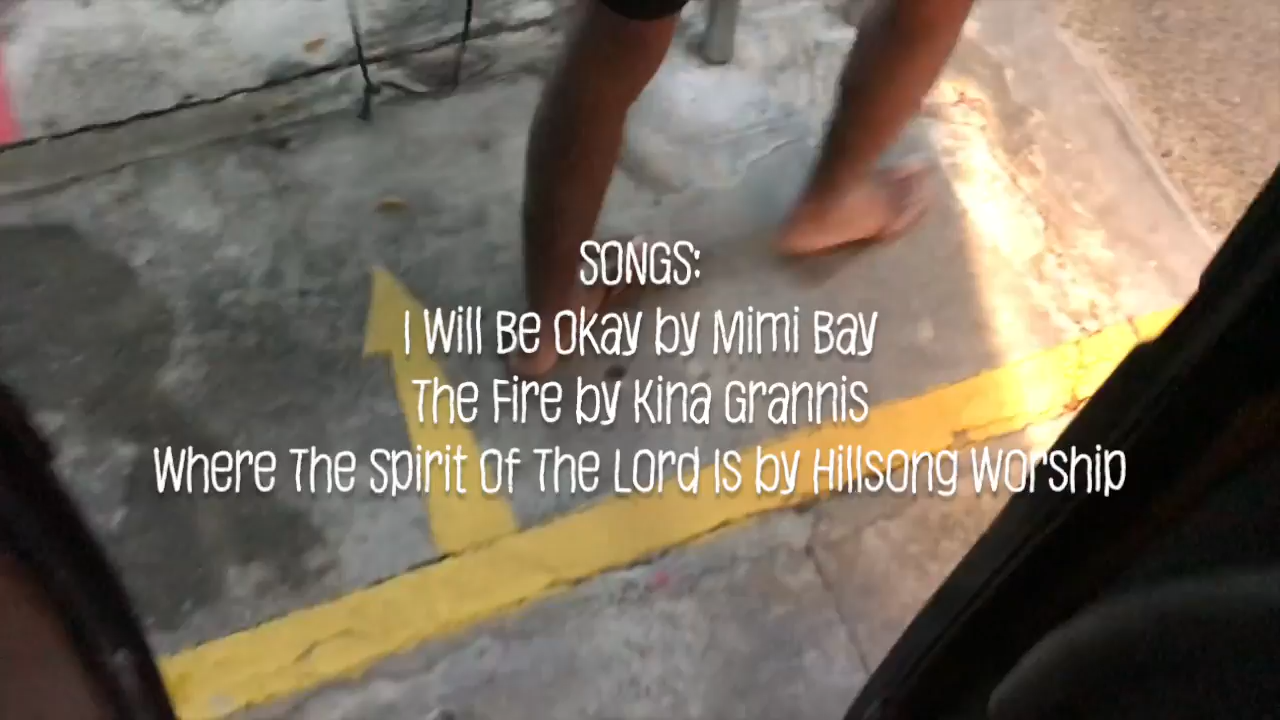 SONGS:
I Will Be Okay by Mimi Bay
The Fire by Kina Grannis
Where The Spirit Of The Lord Is by Hillsong Worship